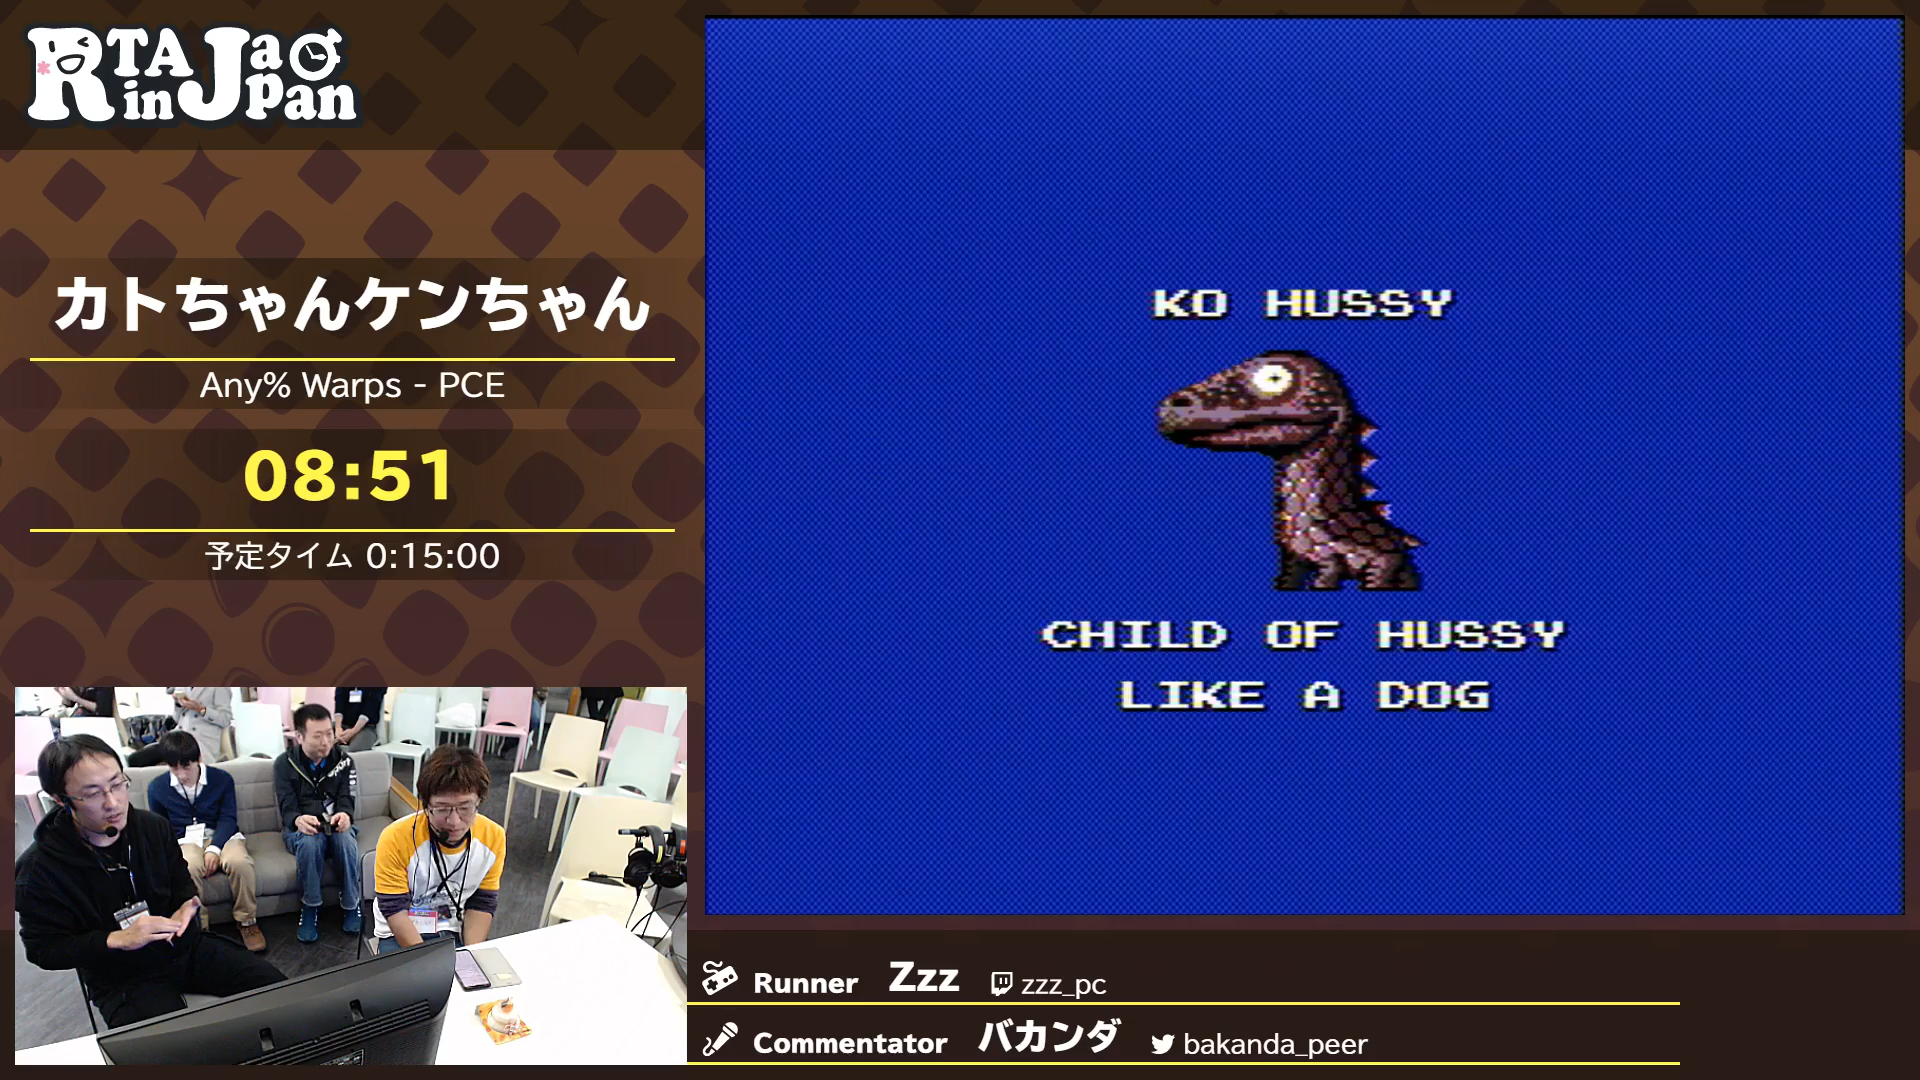 RTA in Japan
カトちゃんケンちゃん
Any% Warps - PCE
08:51
予定タイム 0:15:00
KO HUSSY
CHILD OF HUSSY
LIKE A DOG
Runner Zzz zzz_pc
Commentator バカンダ bakanda_peer